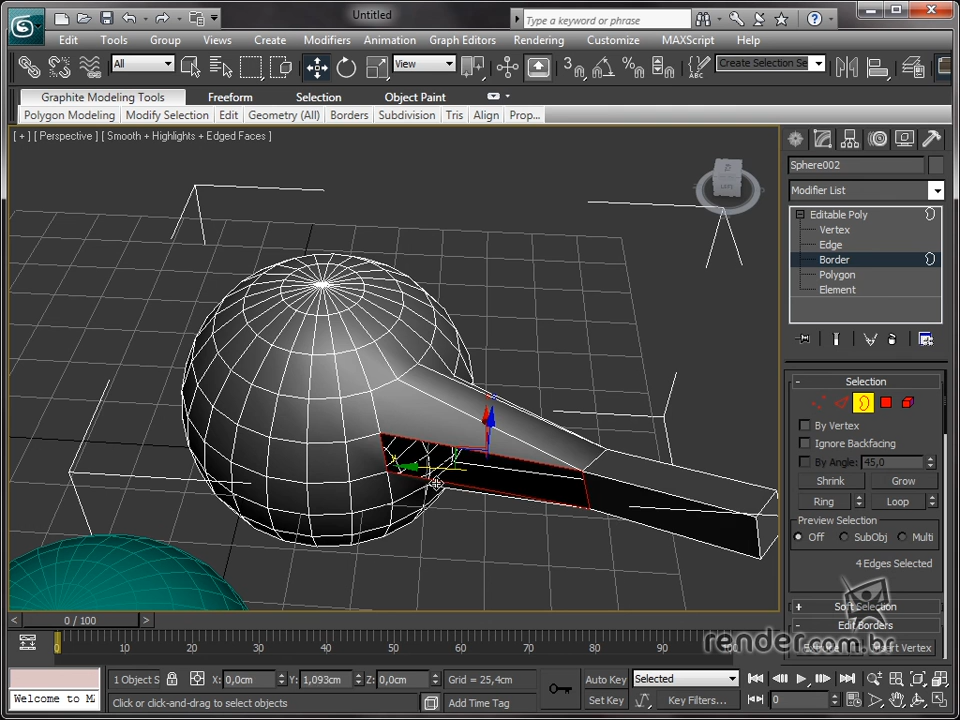 Untitled
Type a keyword or phrase
Edit Tools Group Views Create Modifiers Animation Graph Editors Rendering Customize MAXScript Help
All
View
3
Create Selection Se
Graphite Modeling Tools Freeform Selection Object Paint
Polygon Modeling Modify Selection Edit Geometry (All) Borders Subdivision Tris Align Prop...
[ + ] [ Perspective ] [ Smooth + Highlights + Edged Faces ]
Sphere002
Modifier List
Editable Poly
Vertex
Edge
Border
Polygon
Element
Selection
By Vertex
Ignore Backfacing
By Angle: 45,0
Shrink Grow
Ring Loop
Preview Selection
Off SubObj Multi
4 Edges Selected
Soft Selection
Edit Borders
Insert Vertex
render.com.br
0 / 100
0 10 20 30 40 50 60 70 80 90 100
1 Object S X: 0,0cm Y: 1,093cm Z: 0,0cm Grid = 25,4cm Auto Key Selected
Welcome to M Click or click-and-drag to select objects Add Time Tag Set Key Key Filters... 0